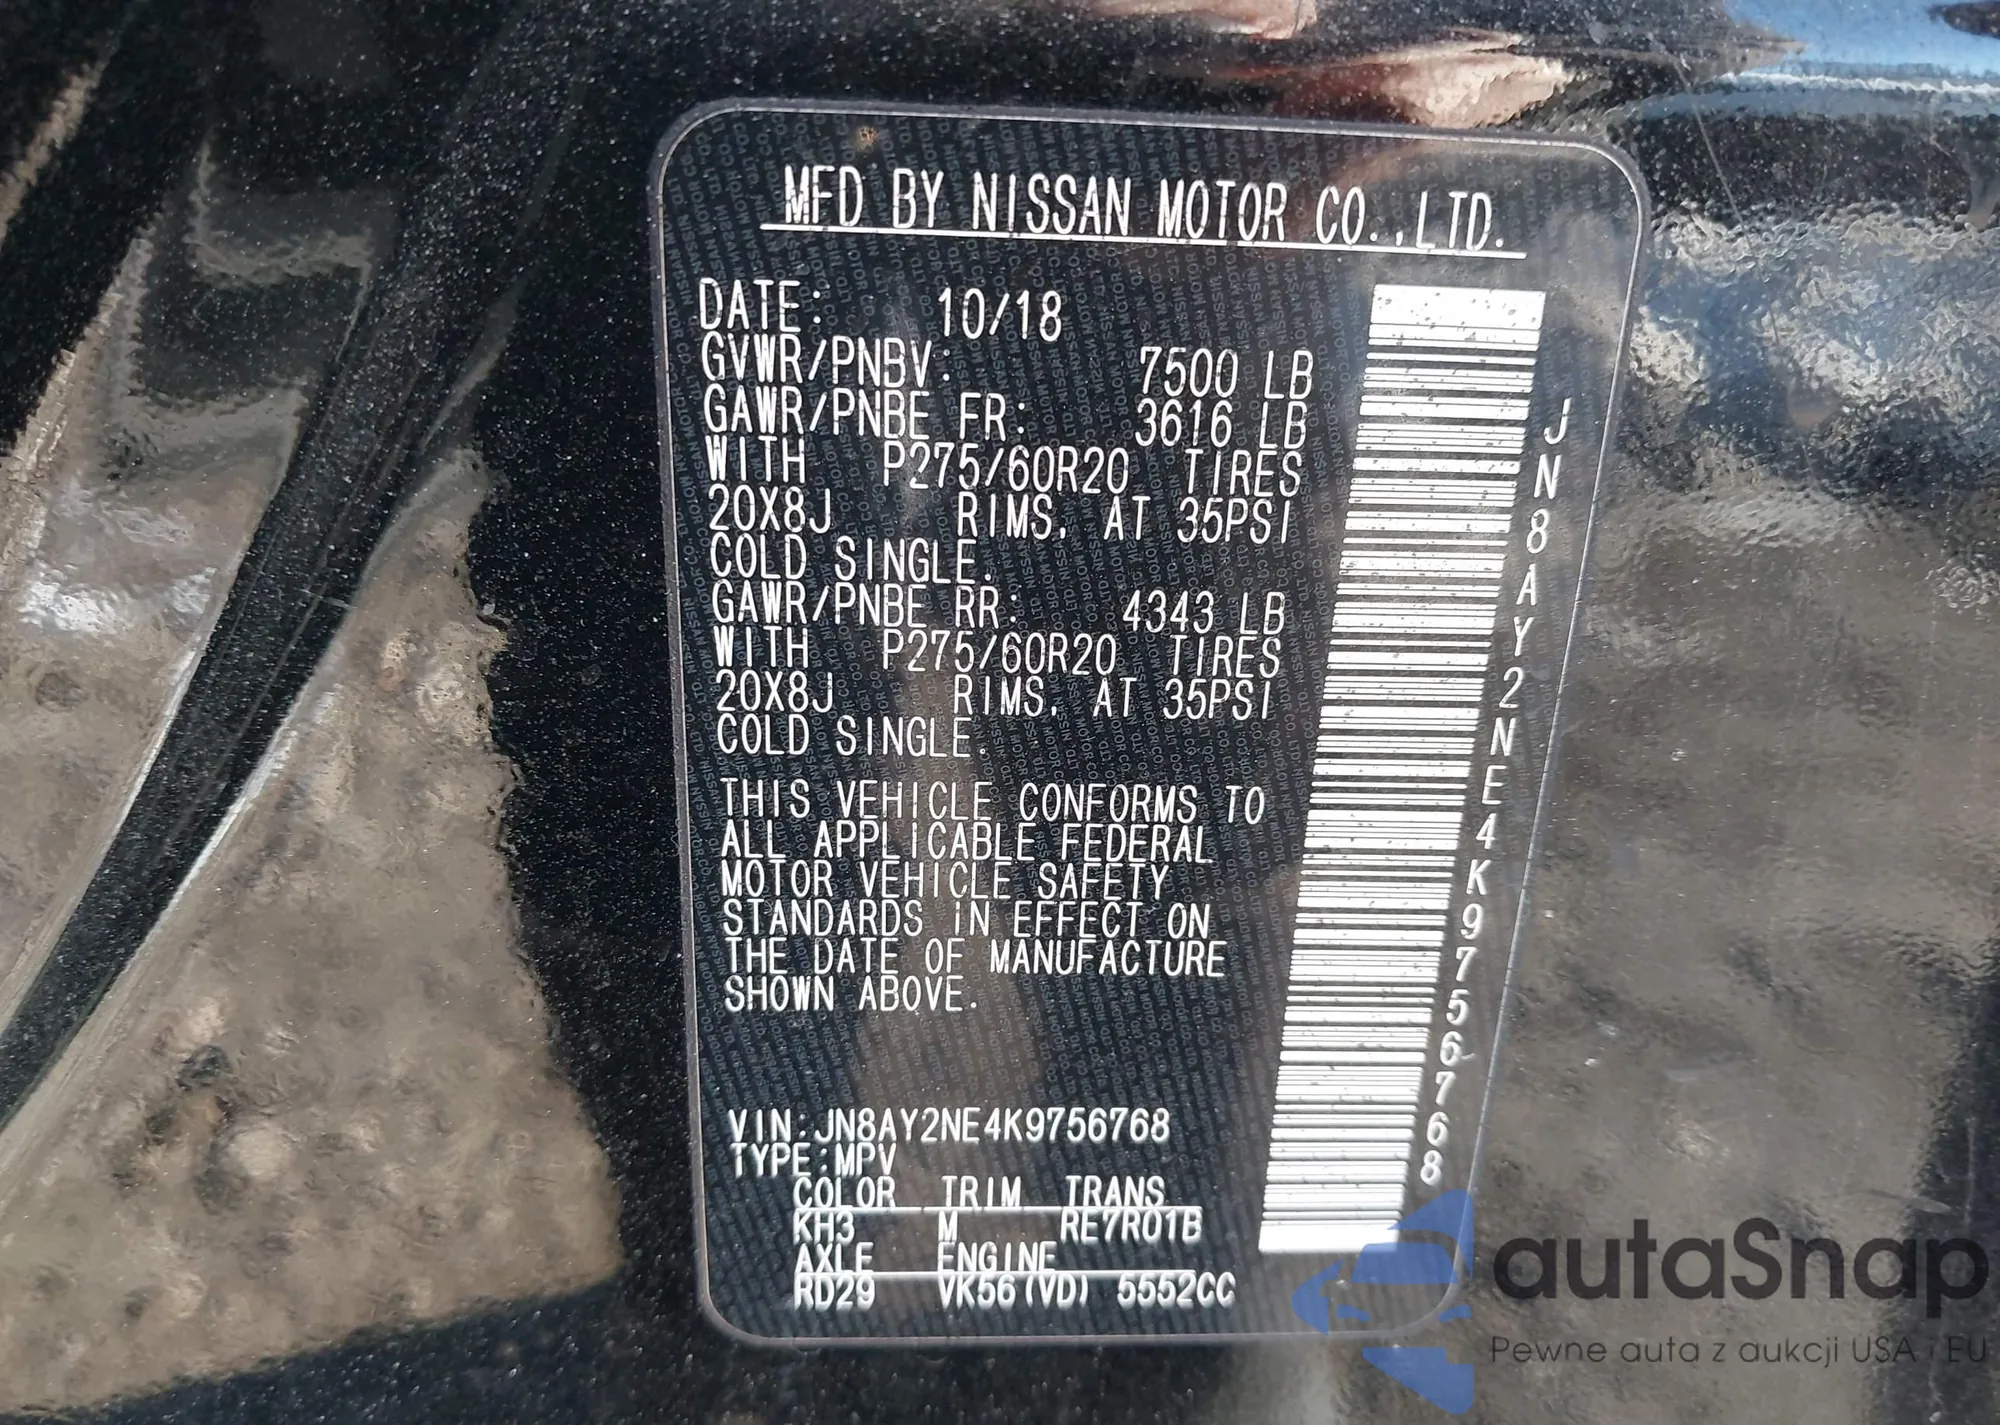 MFD BY NISSAN MOTOR CO.,LTD.
DATE: 10/18
GVWR/PNBV: 7500 LB
GAWR/PNBE FR: 3616 LB
WITH P275/60R20 TIRES
20X8J RIMS, AT 35PSI
COLD SINGLE.
GAWR/PNBE RR: 4343 LB
WITH P275/60R20 TIRES
20X8J RIMS, AT 35PSI
COLD SINGLE.
THIS VEHICLE CONFORMS TO
ALL APPLICABLE FEDERAL
MOTOR VEHICLE SAFETY
STANDARDS IN EFFECT ON
THE DATE OF MANUFACTURE
SHOWN ABOVE.
VIN:JN8AY2NE4K9756768
TYPE:MPV
COLOR TRIM TRANS
KH3 M RE7R01B
AXLE ENGINE
RD29 VK56(VD) 5552CC
JN8AY2NE4K9756768
autoSnap
Pewne auta z aukcji USA i EU